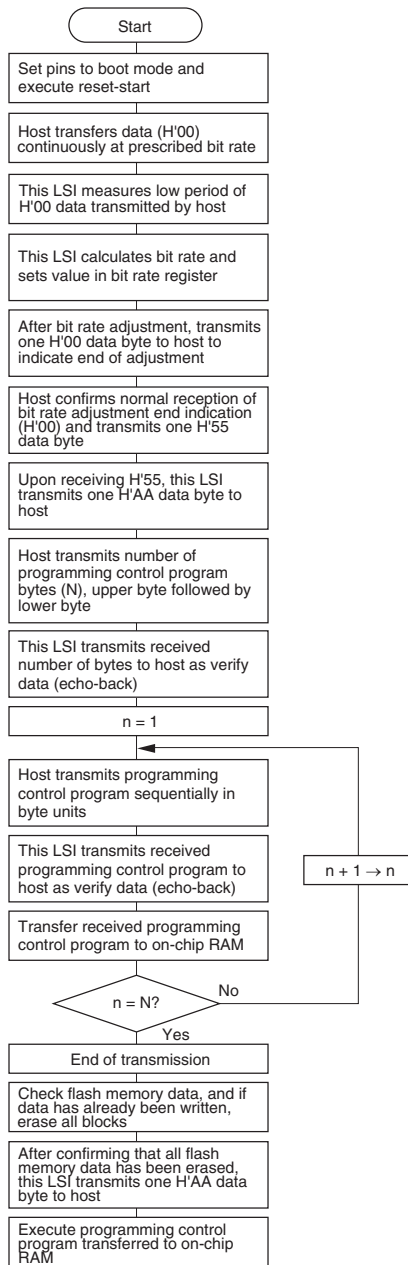 Start
Set pins to boot mode and
execute reset-start
Host transfers data (H'00)
continuously at prescribed bit rate
This LSI measures low period of
H'00 data transmitted by host
This LSI calculates bit rate and
sets value in bit rate register
After bit rate adjustment, transmits
one H'00 data byte to host to
indicate end of adjustment
Host confirms normal reception of
bit rate adjustment end indication
(H'00) and transmits one H'55
data byte
Upon receiving H'55, this LSI
transmits one H'AA data byte to
host
Host transmits number of
programming control program
bytes (N), upper byte followed by
lower byte
This LSI transmits received
number of bytes to host as verify
data (echo-back)
n = 1
Host transmits programming
control program sequentially in
byte units
This LSI transmits received
programming control program to
host as verify data (echo-back)
n + 1 → n
Transfer received programming
control program to on-chip RAM
n = N?
No
Yes
End of transmission
Check flash memory data, and if
data has already been written,
erase all blocks
After confirming that all flash
memory data has been erased,
this LSI transmits one H'AA data
byte to host
Execute programming control
program transferred to on-chip
RAM